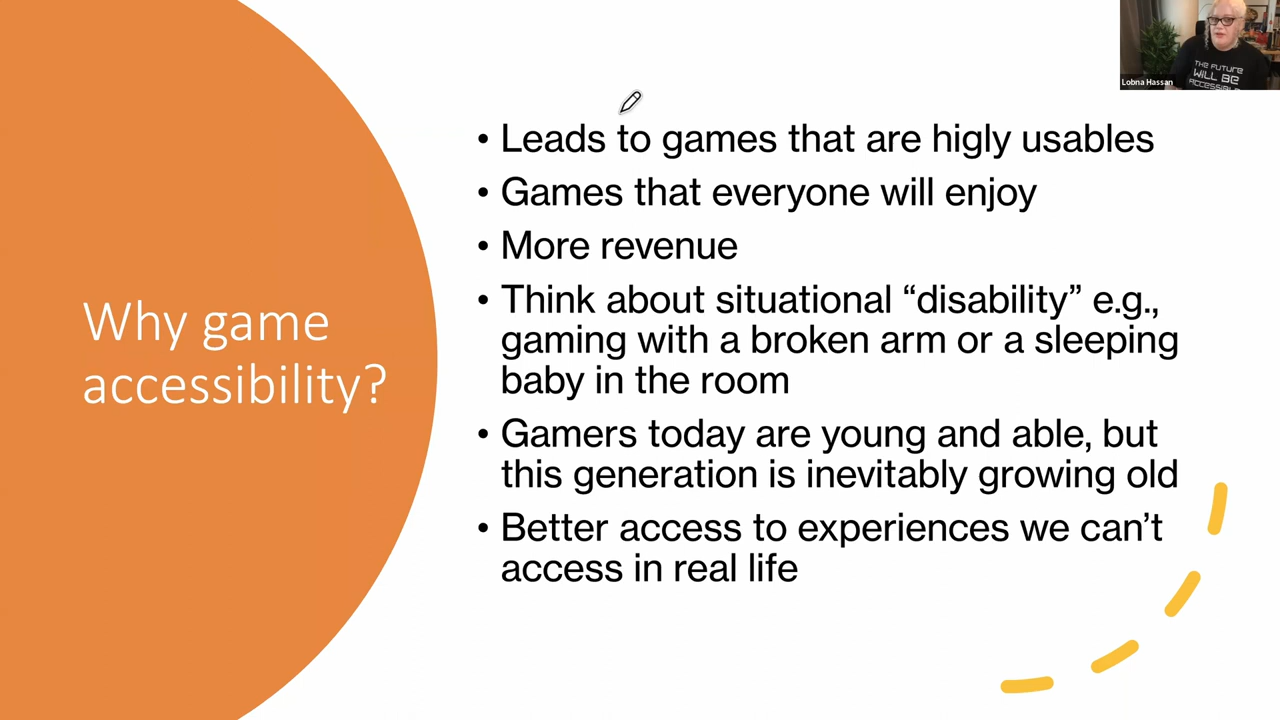 Lobna Hassan
THE FUTURE
WILL BE
ACCESSIBLE
Why game
accessibility?
• Leads to games that are higly usables
• Games that everyone will enjoy
• More revenue
• Think about situational “disability” e.g.,
gaming with a broken arm or a sleeping
baby in the room
• Gamers today are young and able, but
this generation is inevitably growing old
• Better access to experiences we can’t
access in real life